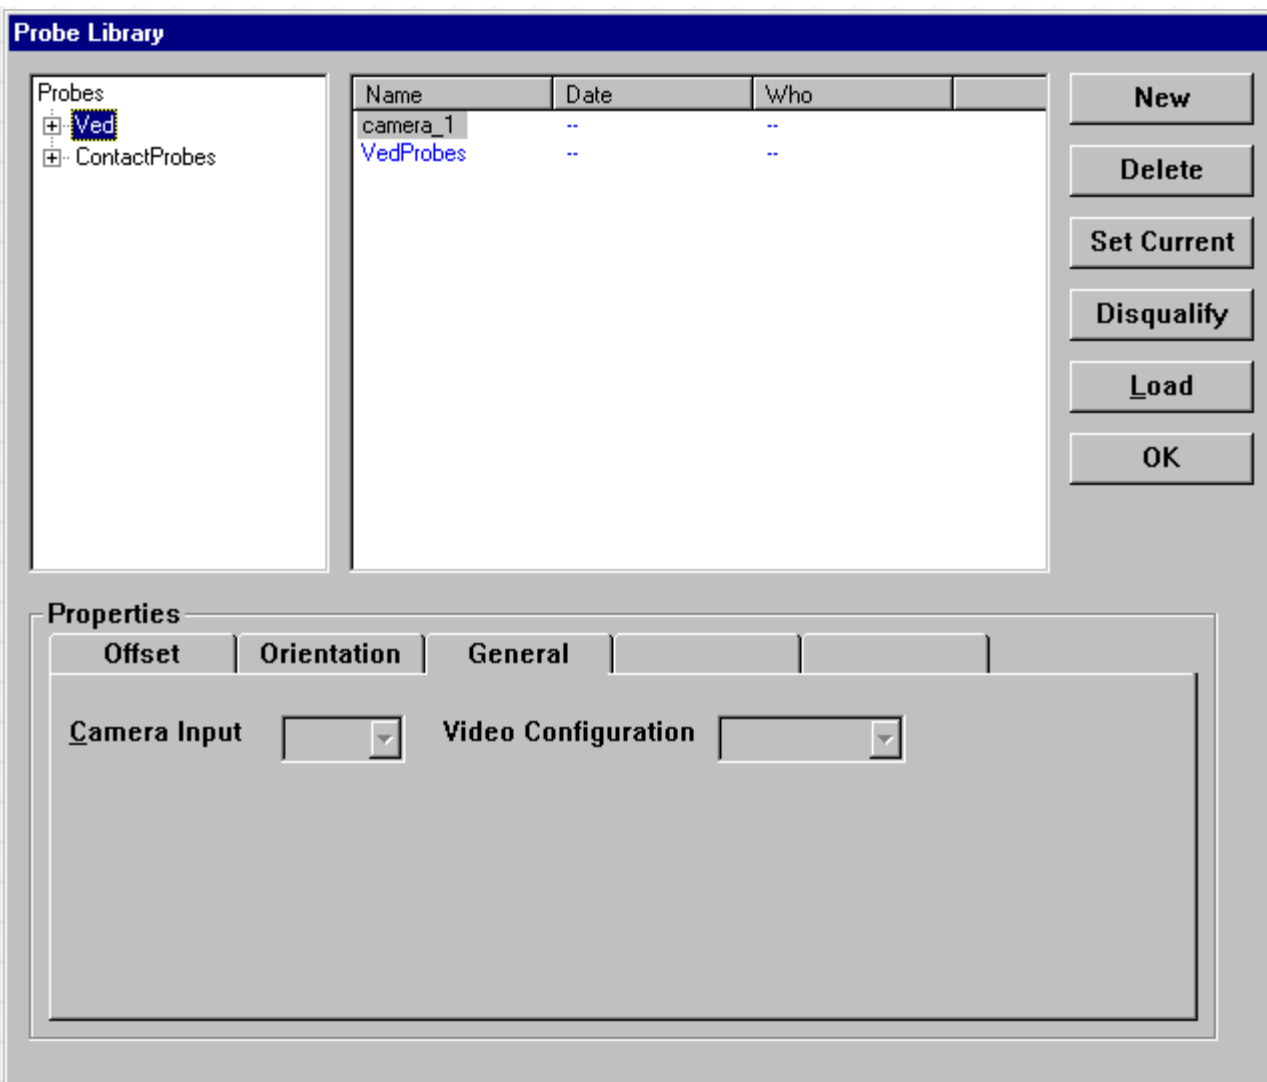 Probe Library
Probes
Ved
ContactProbes
Name Date Who
camera_1 -- --
VedProbes -- --
New
Delete
Set Current
Disqualify
Load
OK
Properties
Offset Orientation General
Camera Input Video Configuration